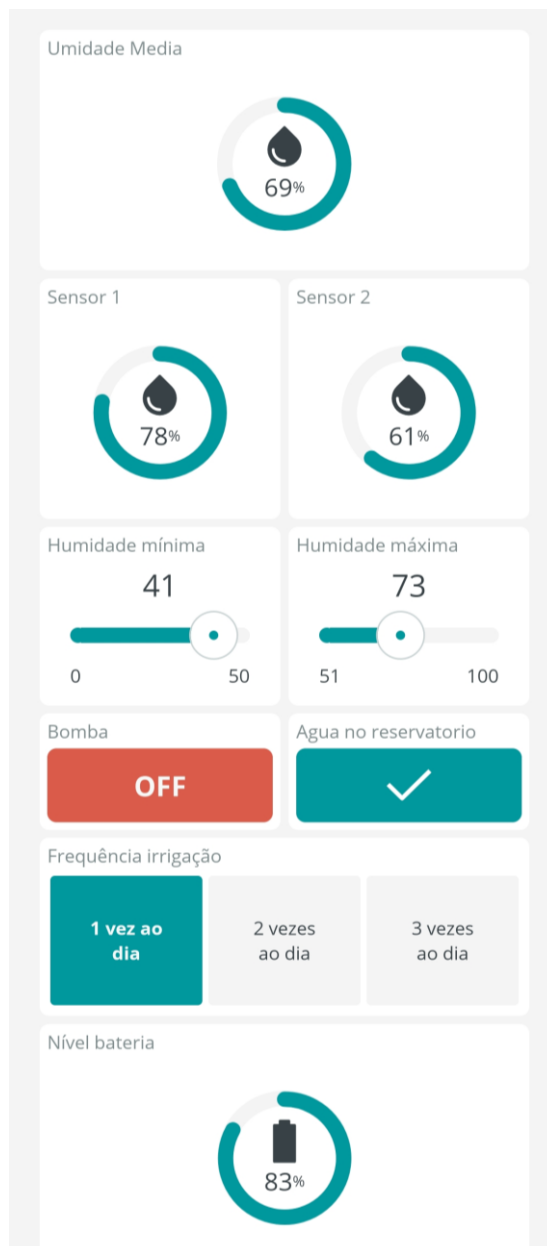 Umidade Media
69%
Sensor 1
Sensor 2
78%
61%
Humidade mínima
Humidade máxima
41
73
0
50
51
100
Bomba
Agua no reservatorio
OFF
Frequência irrigação
1 vez ao
dia
2 vezes
ao dia
3 vezes
ao dia
Nível bateria
83%